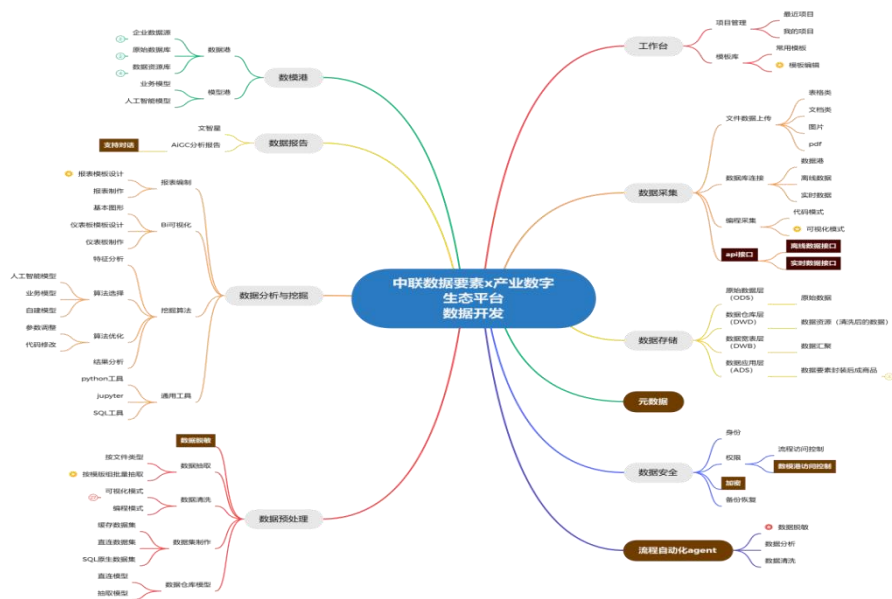 中联数据要素x产业数字
生态平台
数据开发
工作台
项目管理
最近项目
我的项目
模板库
常用模板
模板编辑
数据采集
文件数据上传
表格类
文档类
图片
pdf
数据库连接
数据港
离线数据
实时数据
编程采集
代码模式
可视化模式
api接口
离线数据接口
实时数据接口
数据存储
原始数据层
(ODS)
原始数据
数据仓库层
(DWD)
数据资源（清洗后的数据）
数据宽表层
(DWB)
数据汇聚
数据应用层
(ADS)
数据要素封装后成商品
元数据
数据安全
身份
权限
流程访问控制
数模港访问控制
加密
备份恢复
流程自动化agent
数据脱敏
数据分析
数据清洗
数模港
数据港
企业数据源
原始数据库
数据资源库
模型港
业务模型
人工智能模型
数据报告
文智星
AIGC分析报告
支持对话
数据分析与挖掘
报表编制
报表模板设计
报表制作
BI可视化
基本图形
仪表板模板设计
仪表板制作
挖掘算法
特征分析
算法选择
人工智能模型
业务模型
自建模型
算法优化
参数调整
代码修改
结果分析
通用工具
python工具
jupyter
SQL工具
数据预处理
数据脱敏
数据抽取
按文件类型
按模板组批量抽取
数据清洗
可视化模式
编程模式
数据集制作
缓存数据集
直连数据集
SQL原生数据集
数据仓库模型
直连模型
抽取模型